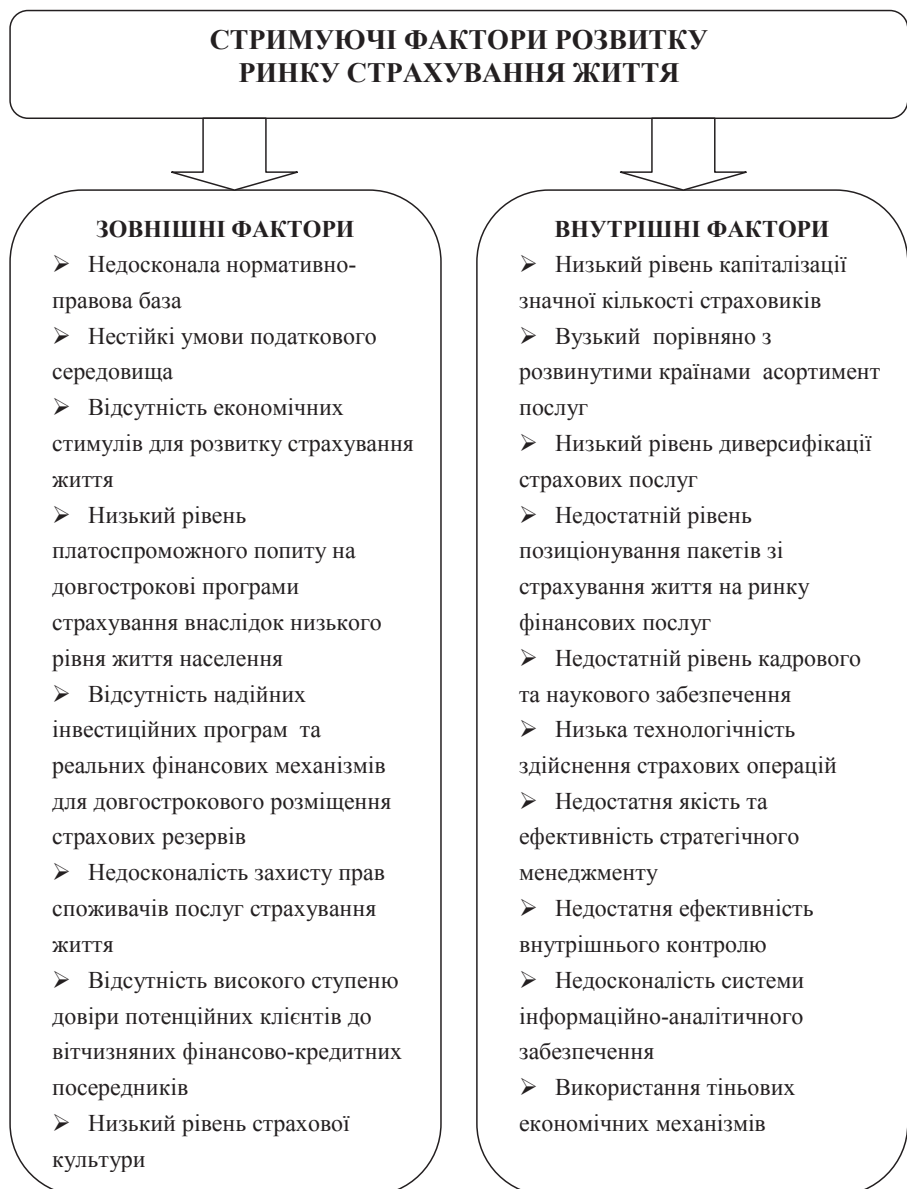 СТРИМУЮЧІ ФАКТОРИ РОЗВИТКУ
РИНКУ СТРАХУВАННЯ ЖИТТЯ
ЗОВНІШНІ ФАКТОРИ
➢ Недосконала нормативно-
правова база
➢ Нестійкі умови податкового
середовища
➢ Відсутність економічних
стимулів для розвитку страхування
життя
➢ Низький рівень
платоспроможного попиту на
довгострокові програми
страхування внаслідок низького
рівня життя населення
➢ Відсутність надійних
інвестиційних програм та
реальних фінансових механізмів
для довгострокового розміщення
страхових резервів
➢ Недосконалість захисту прав
споживачів послуг страхування
життя
➢ Відсутність високого ступеню
довіри потенційних клієнтів до
вітчизняних фінансово-кредитних
посередників
➢ Низький рівень страхової
культури
ВНУТРІШНІ ФАКТОРИ
➢ Низький рівень капіталізації
значної кількості страховиків
➢ Вузький порівняно з
розвинутими країнами асортимент
послуг
➢ Низький рівень диверсифікації
страхових послуг
➢ Недостатній рівень
позиціонування пакетів зі
страхування життя на ринку
фінансових послуг
➢ Недостатній рівень кадрового
та наукового забезпечення
➢ Низька технологічність
здійснення страхових операцій
➢ Недостатня якість та
ефективність стратегічного
менеджменту
➢ Недостатня ефективність
внутрішнього контролю
➢ Недосконалість системи
інформаційно-аналітичного
забезпечення
➢ Використання тіньових
економічних механізмів